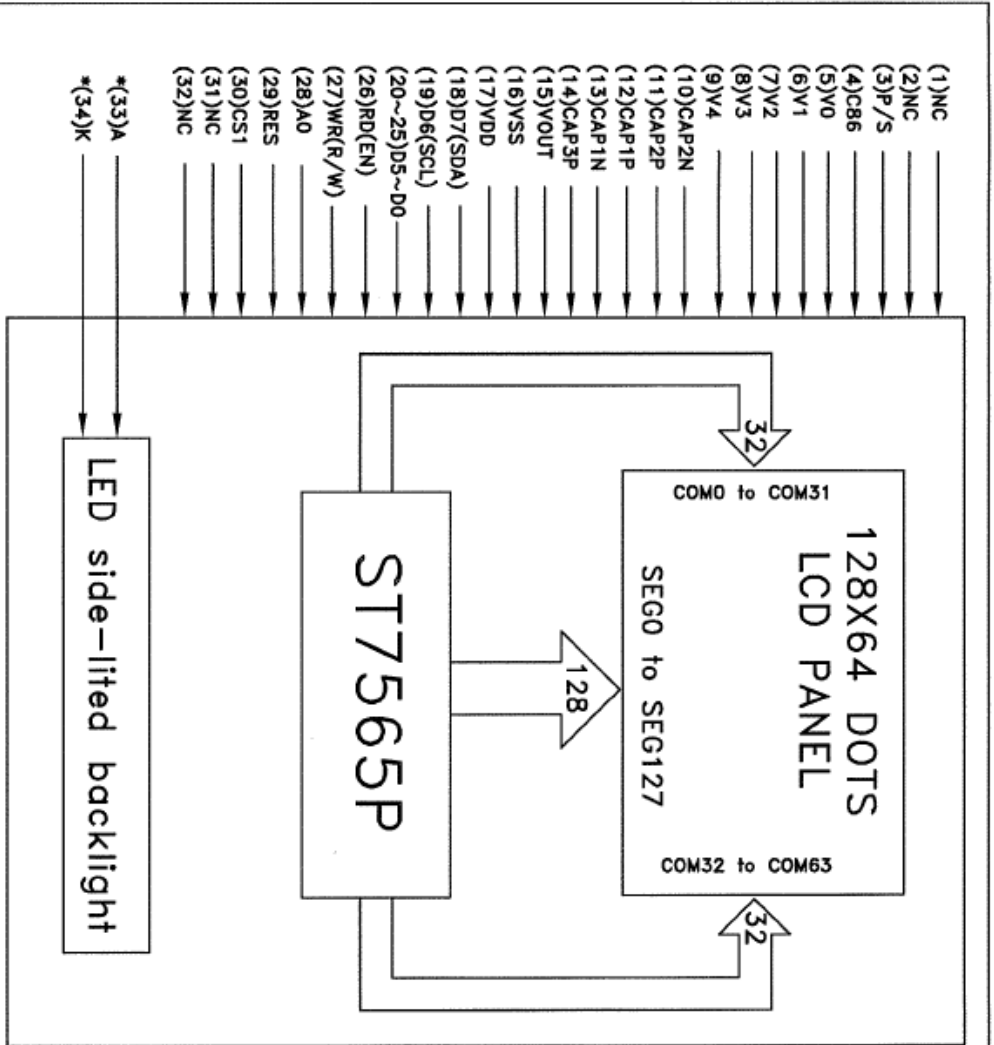 (1)NC
(2)NC
(3)P/S
(4)C86
(5)V0
(6)V1
(7)V2
(8)V3
(9)V4
(10)CAP2N
(11)CAP2P
(12)CAP1P
(13)CAP1N
(14)CAP3P
(15)VOUT
(16)VSS
(17)VDD
(18)D7(SDA)
(19)D6(SCL)
(20~25)D5~D0
(26)RD(EN)
(27)WR(R/W)
(28)A0
(29)RES
(30)CS1
(31)NC
(32)NC
*(33)A
*(34)K
32
COM0 to COM31
128X64 DOTS
LCD PANEL
SEG0 to SEG127
COM32 to COM63
32
128
ST7565P
LED side-lited backlight